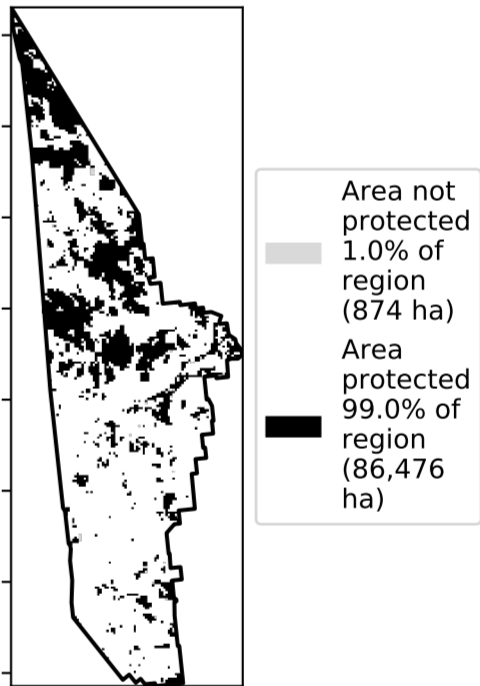 Area not
protected
1.0% of
region
(874 ha)
Area
protected
99.0% of
region
(86,476
ha)